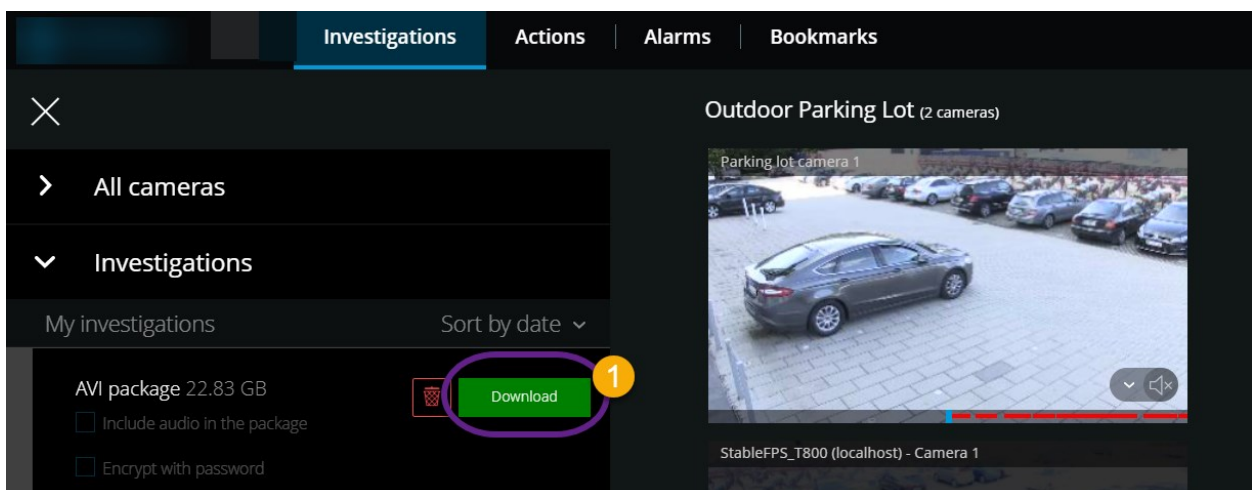 Investigations Actions Alarms Bookmarks
All cameras
Investigations
My investigations Sort by date
AVI package 22.83 GB
Download
1
Include audio in the package
Encrypt with password
Outdoor Parking Lot (2 cameras)
Parking lot camera 1
StableFPS_T800 (localhost) - Camera 1